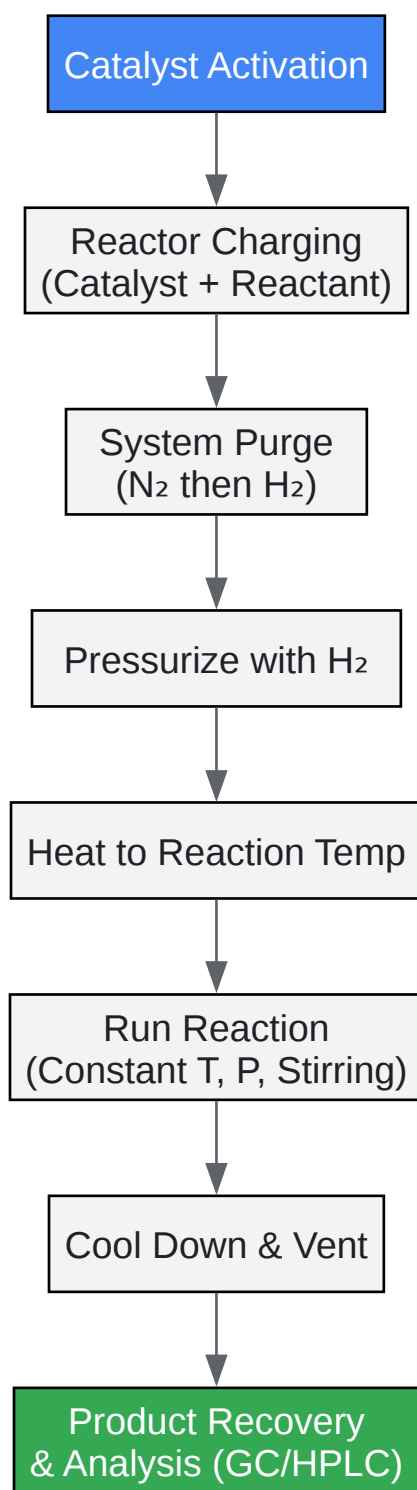 Catalyst Activation
Reactor Charging
(Catalyst + Reactant)
System Purge
(N₂ then H₂)
Pressurize with H₂
Heat to Reaction Temp
Run Reaction
(Constant T, P, Stirring)
Cool Down & Vent
Product Recovery
& Analysis (GC/HPLC)